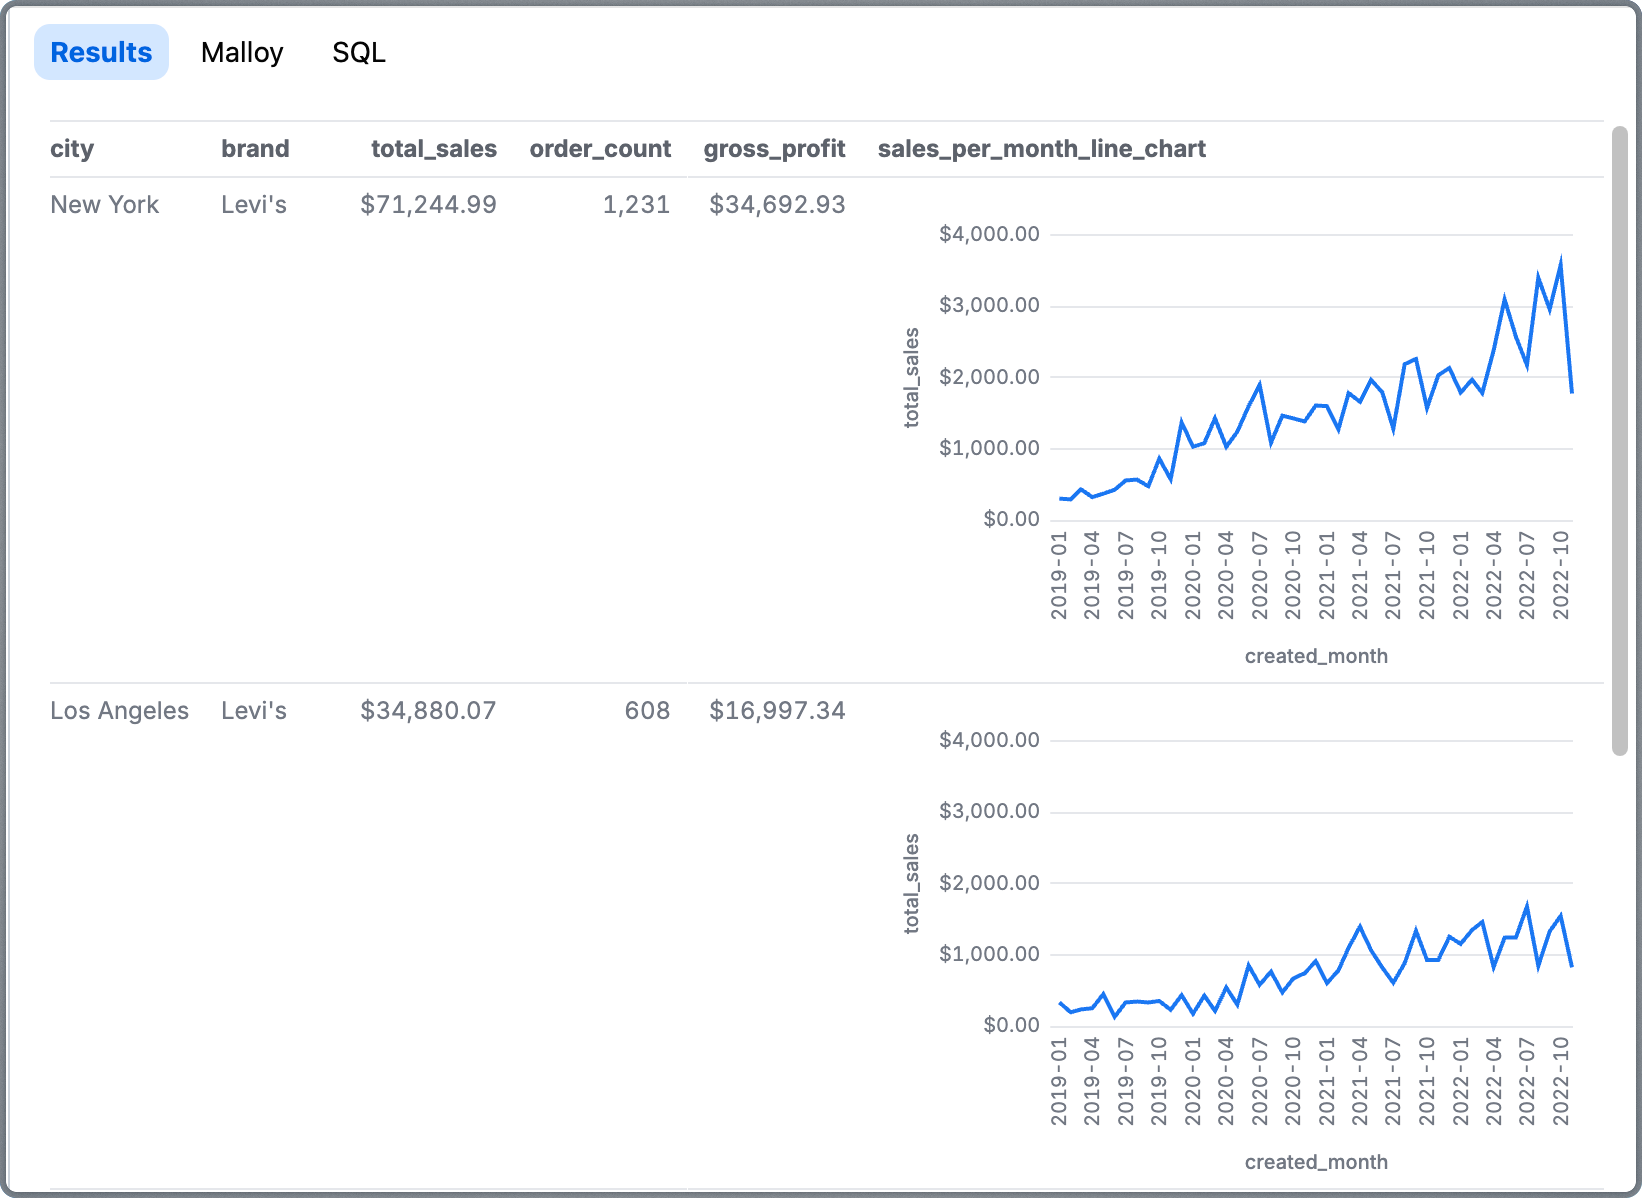 Results Malloy SQL
city brand total_sales order_count gross_profit sales_per_month_line_chart
New York Levi's $71,244.99 1,231 $34,692.93
$4,000.00
$3,000.00
$2,000.00
$1,000.00
$0.00
total_sales
2019-01 2019-04 2019-07 2019-10 2020-01 2020-04 2020-07 2020-10 2021-01 2021-04 2021-07 2021-10 2022-01 2022-04 2022-07 2022-10
created_month
Los Angeles Levi's $34,880.07 608 $16,997.34
$4,000.00
$3,000.00
$2,000.00
$1,000.00
$0.00
total_sales
2019-01 2019-04 2019-07 2019-10 2020-01 2020-04 2020-07 2020-10 2021-01 2021-04 2021-07 2021-10 2022-01 2022-04 2022-07 2022-10
created_month